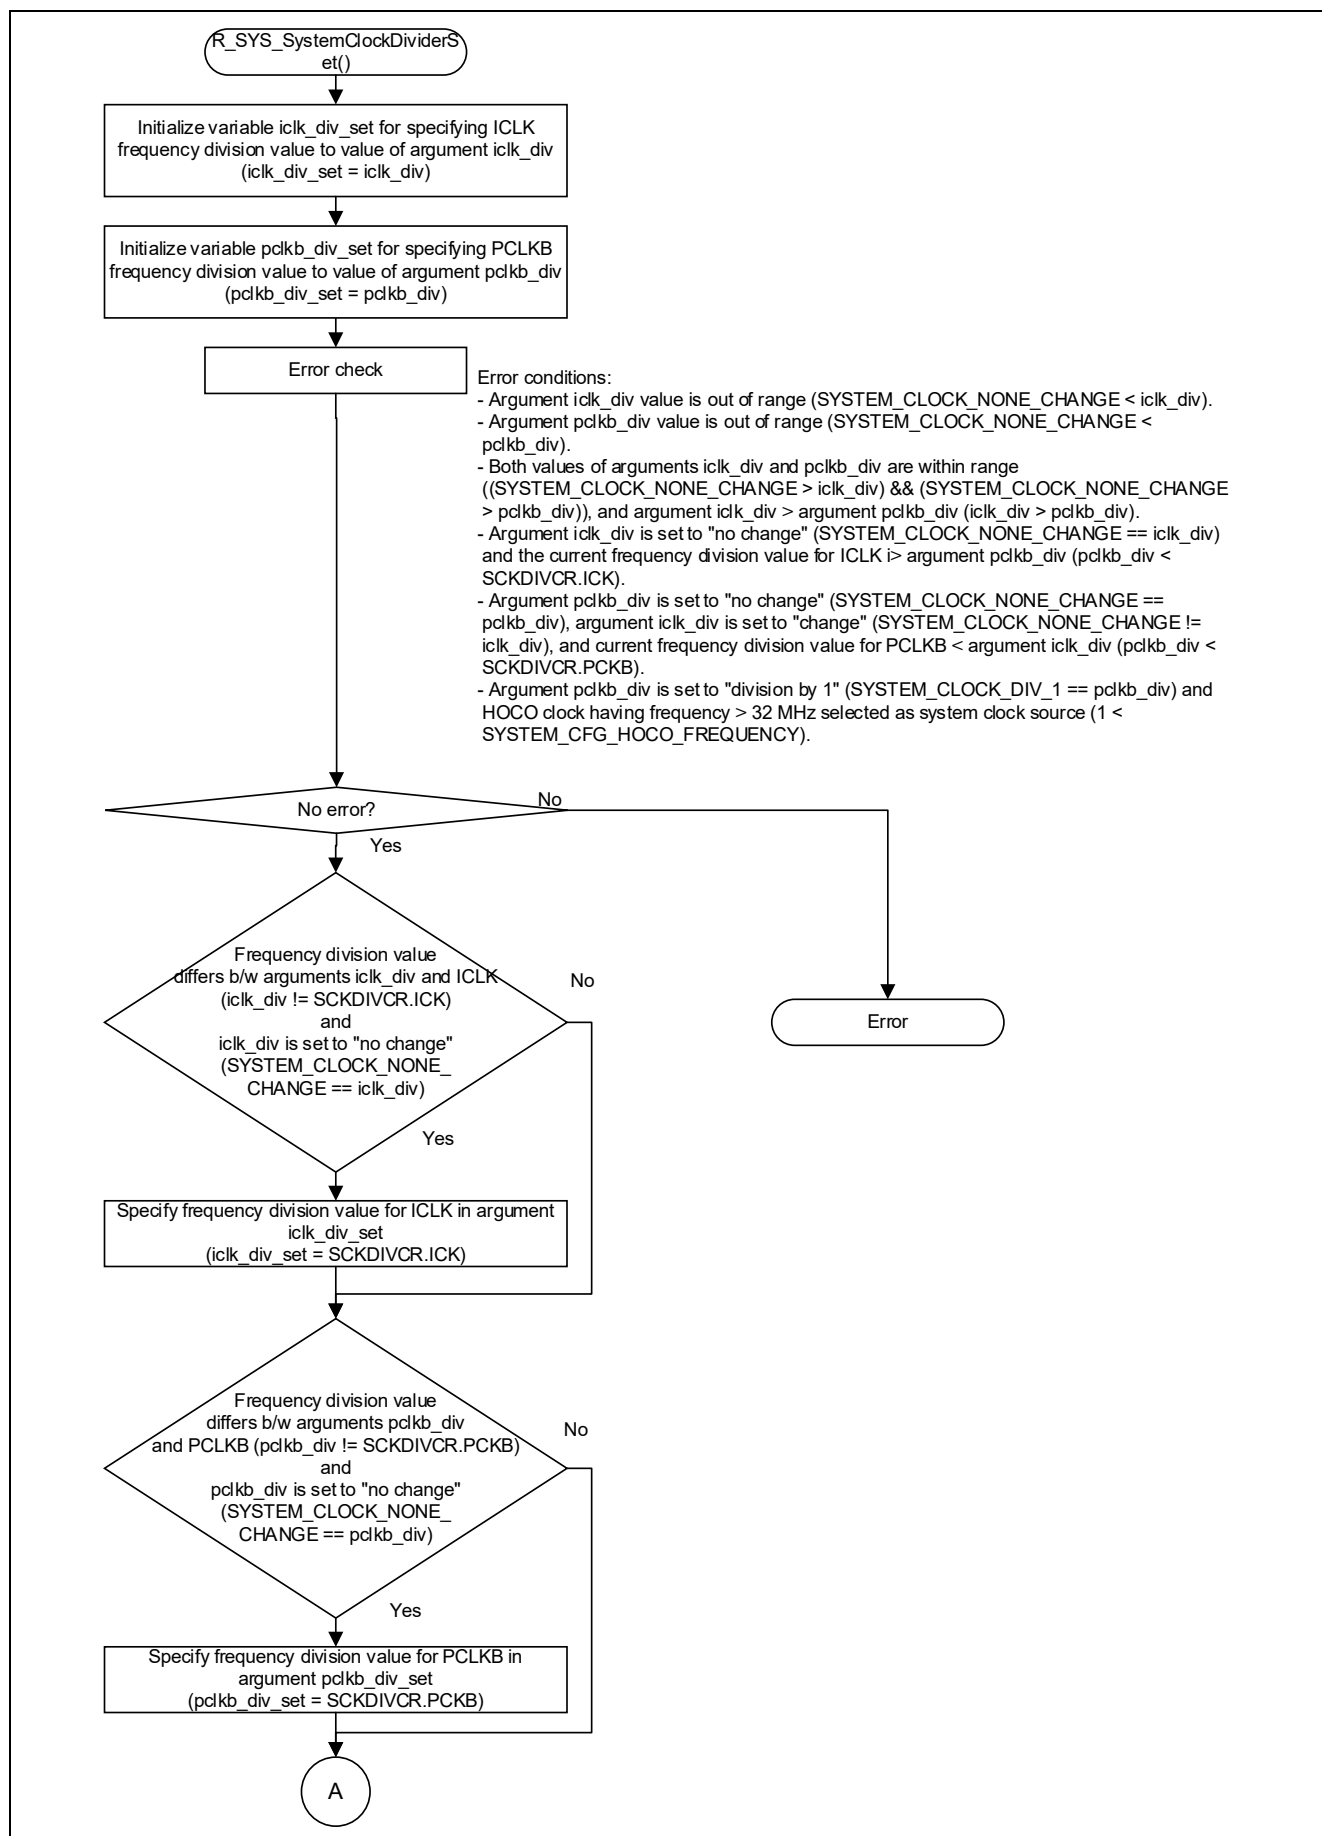 R_SYS_SystemClockDividerS
et()
Initialize variable iclk_div_set for specifying ICLK
frequency division value to value of argument iclk_div
(iclk_div_set = iclk_div)
Initialize variable pclkb_div_set for specifying PCLKB
frequency division value to value of argument pclkb_div
(pclkb_div_set = pclkb_div)
Error check
Error conditions:
- Argument iclk_div value is out of range (SYSTEM_CLOCK_NONE_CHANGE < iclk_div).
- Argument pclkb_div value is out of range (SYSTEM_CLOCK_NONE_CHANGE <
pclkb_div).
- Both values of arguments iclk_div and pclkb_div are within range
((SYSTEM_CLOCK_NONE_CHANGE > iclk_div) && (SYSTEM_CLOCK_NONE_CHANGE
> pclkb_div)), and argument iclk_div > argument pclkb_div (iclk_div > pclkb_div).
- Argument iclk_div is set to "no change" (SYSTEM_CLOCK_NONE_CHANGE == iclk_div)
and the current frequency division value for ICLK i> argument pclkb_div (pclkb_div <
SCKDIVCR.ICK).
- Argument pclkb_div is set to "no change" (SYSTEM_CLOCK_NONE_CHANGE ==
pclkb_div), argument iclk_div is set to "change" (SYSTEM_CLOCK_NONE_CHANGE !=
iclk_div), and current frequency division value for PCLKB < argument iclk_div (pclkb_div <
SCKDIVCR.PCKB).
- Argument pclkb_div is set to "division by 1" (SYSTEM_CLOCK_DIV_1 == pclkb_div) and
HOCO clock having frequency > 32 MHz selected as system clock source (1 <
SYSTEM_CFG_HOCO_FREQUENCY).
No error?
No
Yes
Frequency division value
differs b/w arguments iclk_div and ICLK
(iclk_div != SCKDIVCR.ICK)
and
iclk_div is set to "no change"
(SYSTEM_CLOCK_NONE_
CHANGE == iclk_div)
No
Error
Yes
Specify frequency division value for ICLK in argument
iclk_div_set
(iclk_div_set = SCKDIVCR.ICK)
Frequency division value
differs b/w arguments pclkb_div
and PCLKB (pclkb_div != SCKDIVCR.PCKB)
and
pclkb_div is set to "no change"
(SYSTEM_CLOCK_NONE_
CHANGE == pclkb_div)
No
Yes
Specify frequency division value for PCLKB in
argument pclkb_div_set
(pclkb_div_set = SCKDIVCR.PCKB)
A